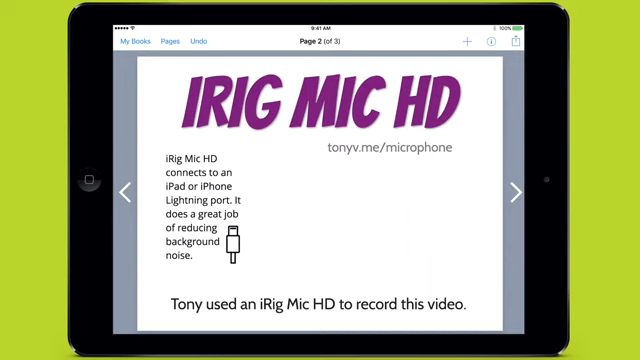 9:41 AM
100%
My Books Pages Undo Page 2 (of 3)
IRIG MIC HD
tonyv.me/microphone
iRig Mic HD
connects to an
iPad or iPhone
Lightning port. It
does a great job
of reducing
background
noise.
Tony used an iRig Mic HD to record this video.